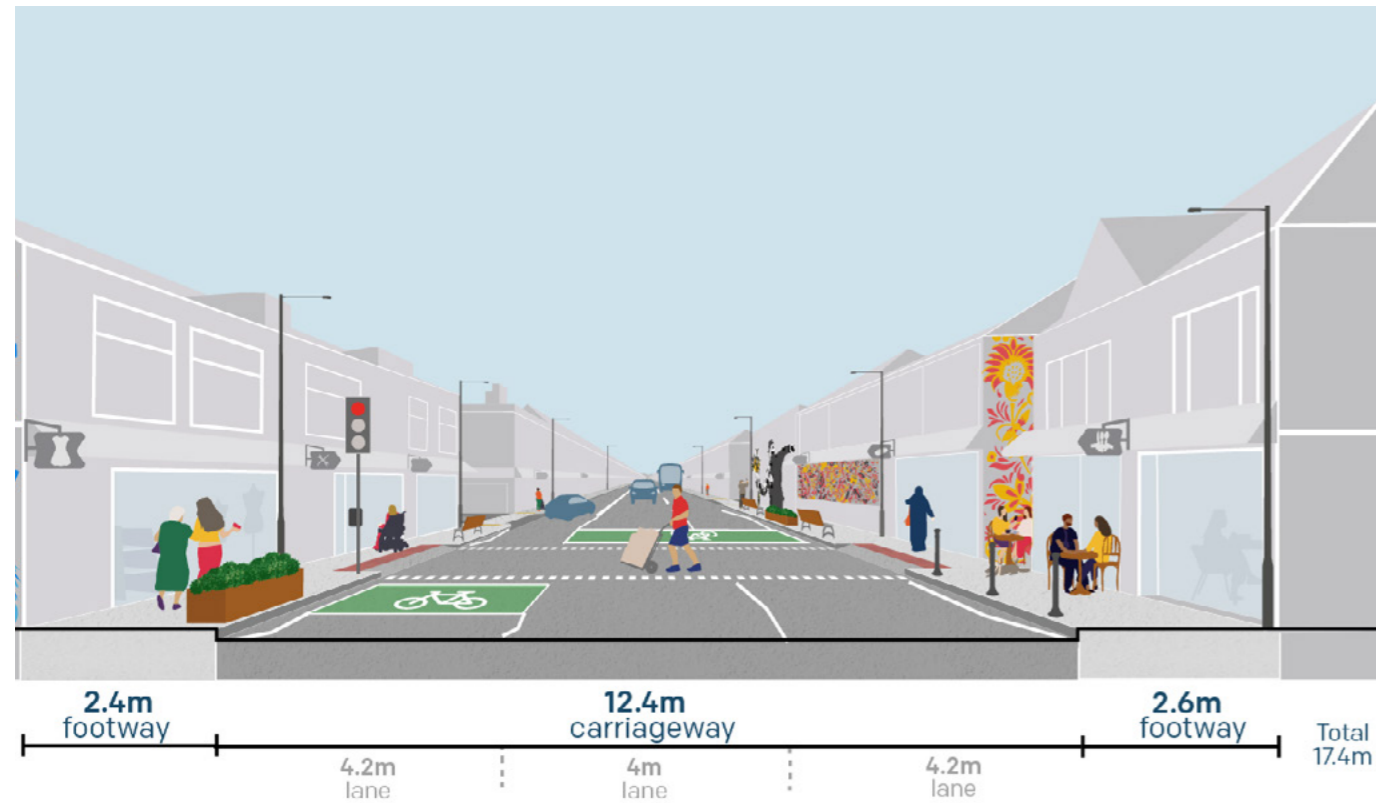 2.4m
footway
12.4m
carriageway
2.6m
footway
Total
17.4m
4.2m
lane
4m
lane
4.2m
lane